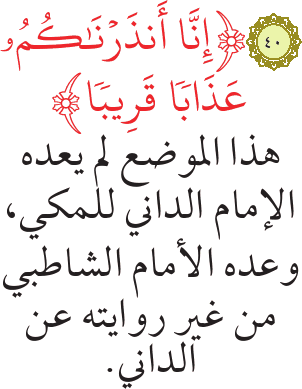 ٤٠ ﴿إِنَّا أَنذَرۡنَٰكُمُۥ
عَذَابٗا قَرِيبٗا﴾
هذا الموضع لم يعده
الإمام الداني للمكي،
وعده الأمام الشاطبي
من غير روايته عن
الداني.